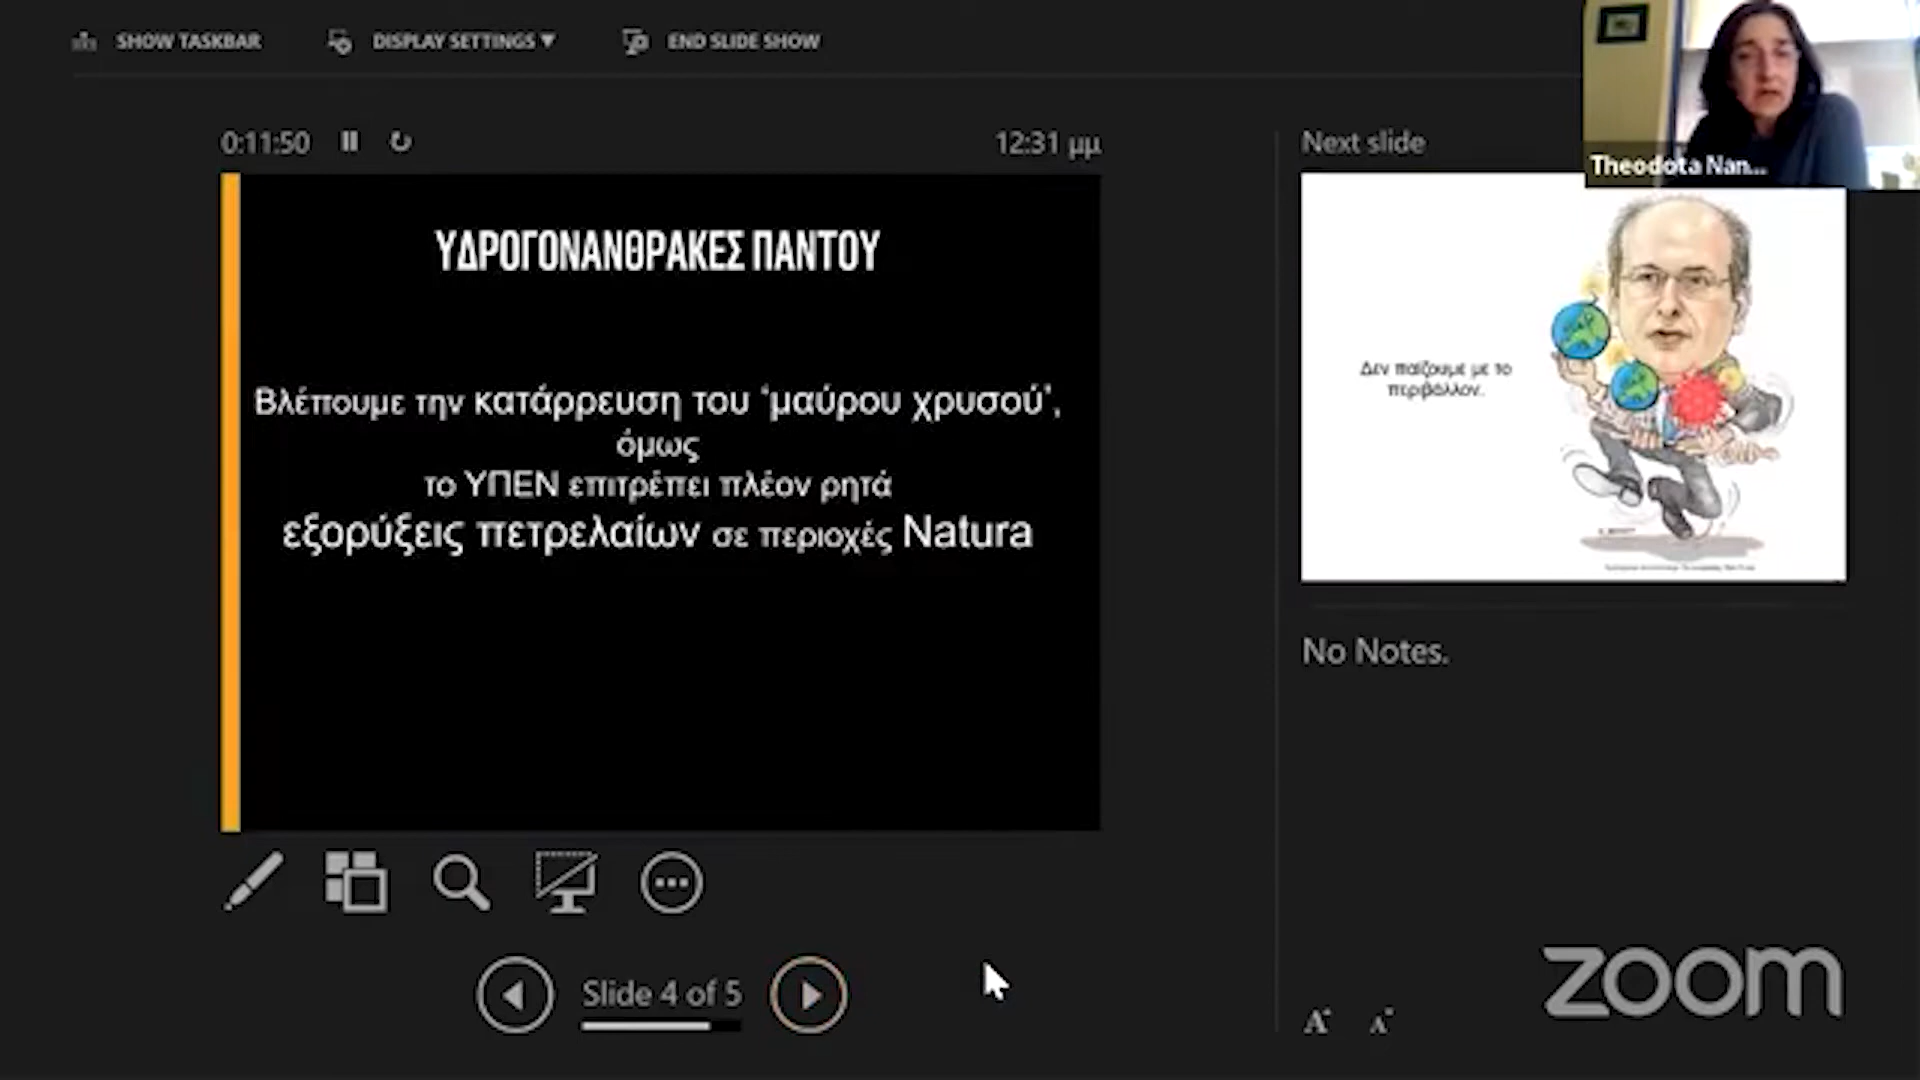 SHOW TASKBAR
DISPLAY SETTINGS ▼
END SLIDE SHOW
Theodota Nan...
0:11:50
12:31 μμ
Next slide
ΥΔΡΟΓΟΝΑΝΘΡΑΚΕΣ ΠΑΝΤΟΥ
Βλέπουμε την κατάρρευση του ‘μαύρου χρυσού’,
όμως
το ΥΠΕΝ επιτρέπει πλέον ρητά
εξορύξεις πετρελαίων σε περιοχές Natura
Δεν παίζουμε με το
περβάλλον.
No Notes.
Slide 4 of 5
A A
zoom